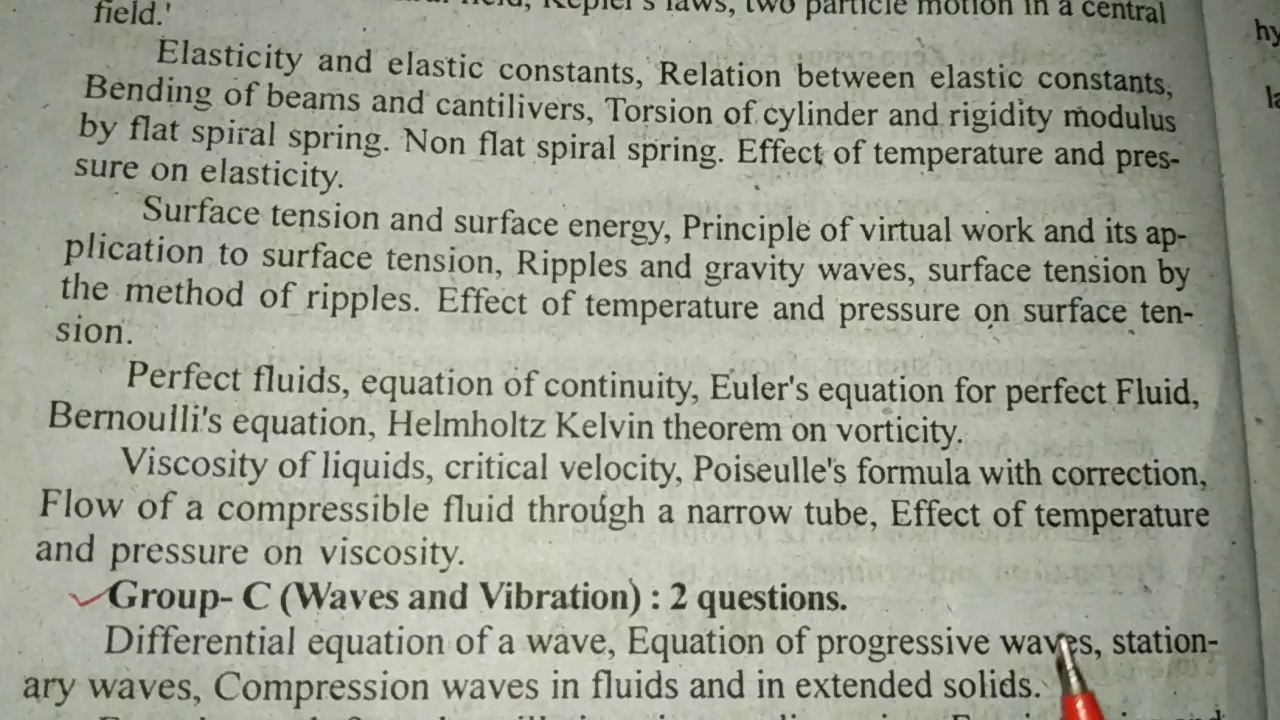 field.' Kepler's laws, two particle motion in a central
Elasticity and elastic constants, Relation between elastic constants,
Bending of beams and cantilivers, Torsion of cylinder and rigidity modulus
by flat spiral spring. Non flat spiral spring. Effect of temperature and pres-
sure on elasticity.
Surface tension and surface energy, Principle of virtual work and its ap-
plication to surface tension, Ripples and gravity waves, surface tension by
the method of ripples. Effect of temperature and pressure on surface ten-
sion.
Perfect fluids, equation of continuity, Euler's equation for perfect Fluid,
Bernoulli's equation, Helmholtz Kelvin theorem on vorticity.
Viscosity of liquids, critical velocity, Poiseulle's formula with correction,
Flow of a compressible fluid through a narrow tube, Effect of temperature
and pressure on viscosity.
Group- C (Waves and Vibration) : 2 questions.
Differential equation of a wave, Equation of progressive waves, station-
ary waves, Compression waves in fluids and in extended solids.